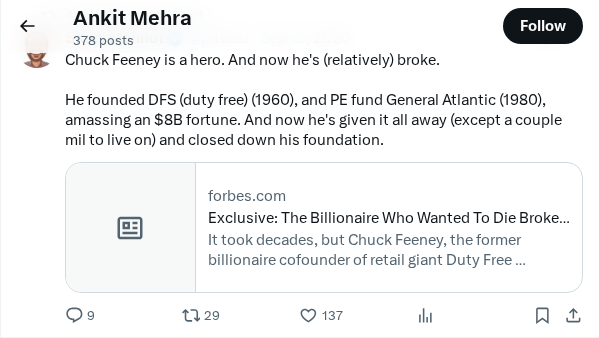 Ankit Mehra
378 posts
Follow
Chuck Feeney is a hero. And now he's (relatively) broke.
He founded DFS (duty free) (1960), and PE fund General Atlantic (1980),
amassing an $8B fortune. And now he's given it all away (except a couple
mil to live on) and closed down his foundation.
forbes.com
Exclusive: The Billionaire Who Wanted To Die Broke...
It took decades, but Chuck Feeney, the former
billionaire cofounder of retail giant Duty Free ...
9
29
137